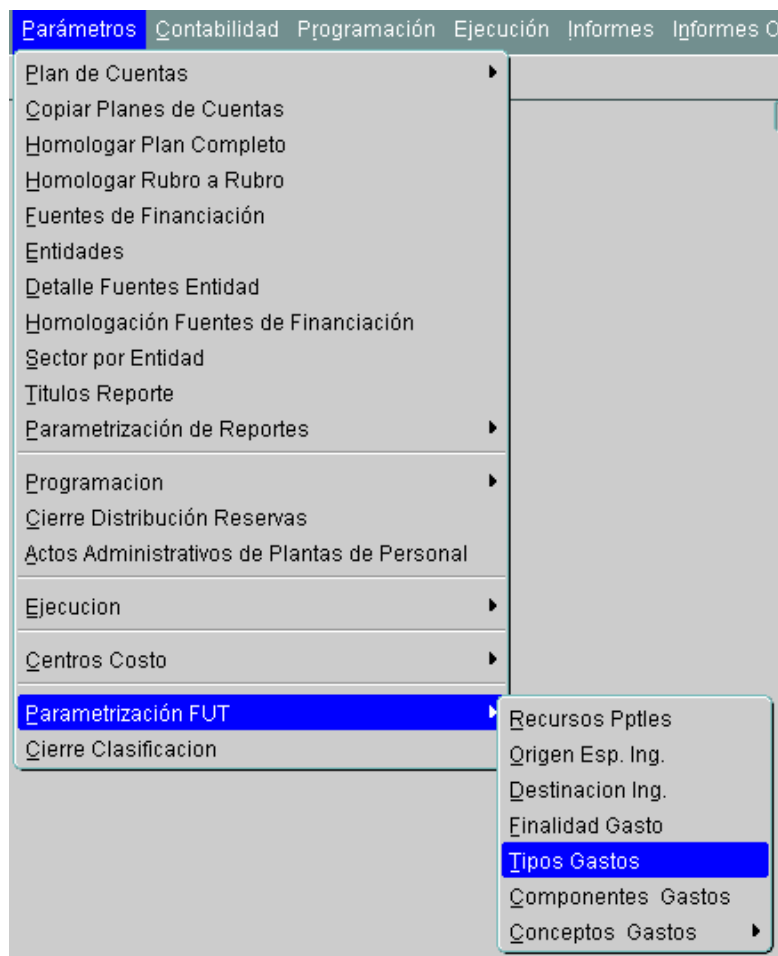 Parámetros Contabilidad Programación Ejecución Informes Informes
Plan de Cuentas
Copiar Planes de Cuentas
Homologar Plan Completo
Homologar Rubro a Rubro
Fuentes de Financiación
Entidades
Detalle Fuentes Entidad
Homologación Fuentes de Financiación
Sector por Entidad
Titulos Reporte
Parametrización de Reportes
Programacion
Cierre Distribución Reservas
Actos Administrativos de Plantas de Personal
Ejecucion
Centros Costo
Parametrización FUT
Cierre Clasificacion
Recursos Pptles
Origen Esp. Ing.
Destinacion Ing.
Finalidad Gasto
Tipos Gastos
Componentes Gastos
Conceptos Gastos